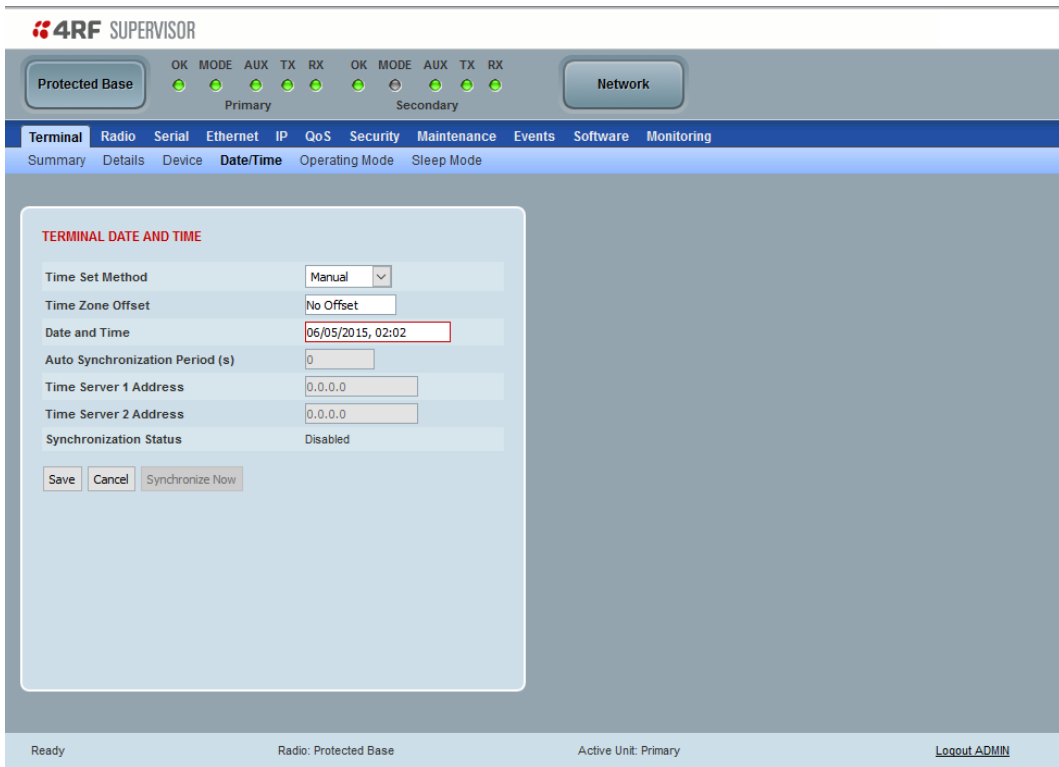 4RF SUPERVISOR
Protected Base
OK MODE AUX TX RX
Primary
OK MODE AUX TX RX
Secondary
Network
Terminal Radio Serial Ethernet IP QoS Security Maintenance Events Software Monitoring
Summary Details Device Date/Time Operating Mode Sleep Mode
TERMINAL DATE AND TIME
Time Set Method Manual
Time Zone Offset No Offset
Date and Time 06/05/2015, 02:02
Auto Synchronization Period (s) 0
Time Server 1 Address 0.0.0.0
Time Server 2 Address 0.0.0.0
Synchronization Status Disabled
Save Cancel Synchronize Now
Ready Radio: Protected Base Active Unit: Primary Logout ADMIN